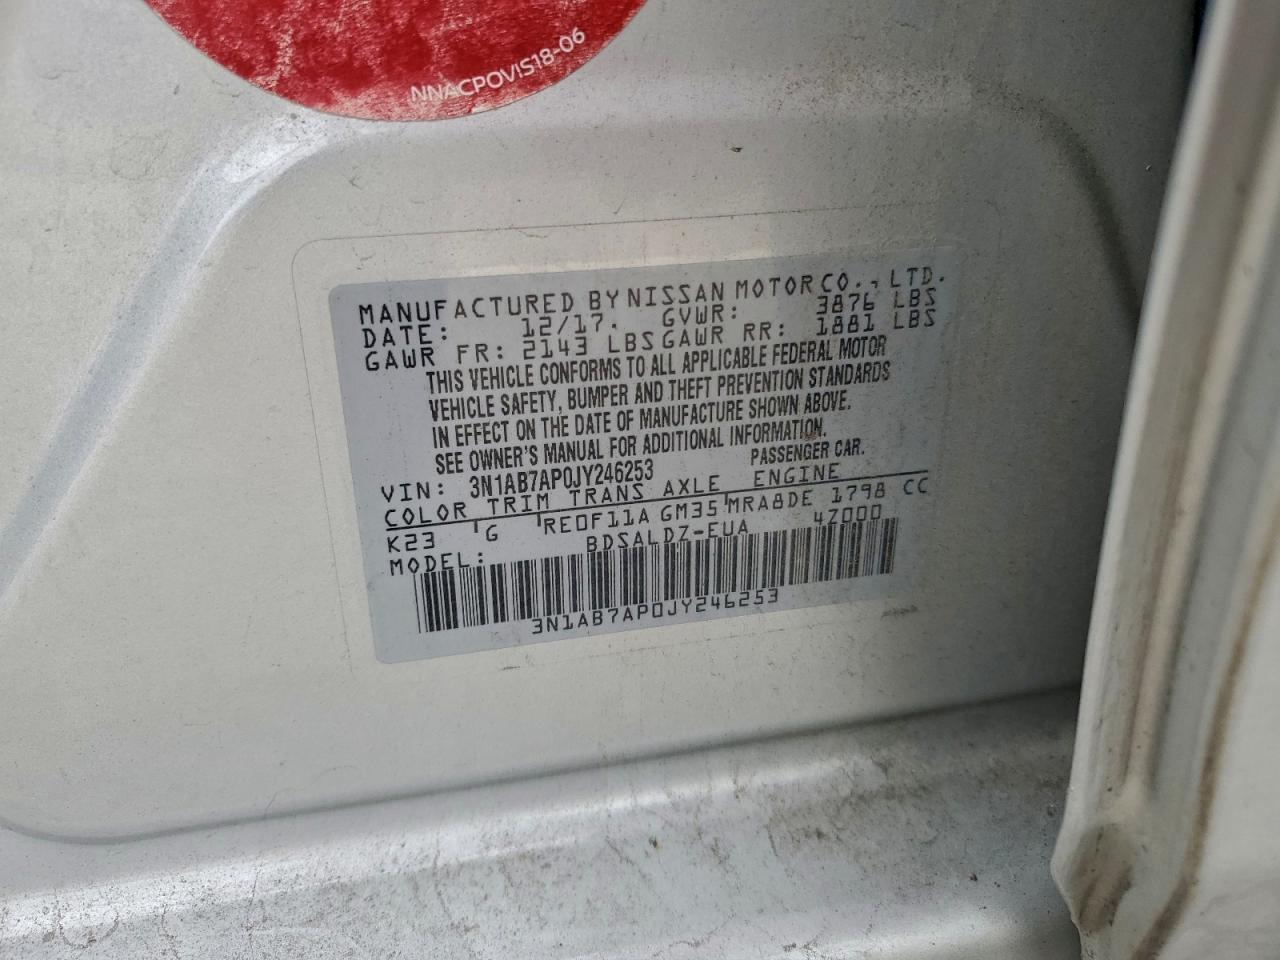 NNACPOVIS18-06
MANUFACTURED BY NISSAN MOTOR CO., LTD.
DATE: 12/17. GVWR: 3876 LBS
GAWR FR: 2143 LBS GAWR RR: 1881 LBS
THIS VEHICLE CONFORMS TO ALL APPLICABLE FEDERAL MOTOR
VEHICLE SAFETY, BUMPER AND THEFT PREVENTION STANDARDS
IN EFFECT ON THE DATE OF MANUFACTURE SHOWN ABOVE.
SEE OWNER'S MANUAL FOR ADDITIONAL INFORMATION.
VIN: 3N1AB7AP0JY246253 PASSENGER CAR.
COLOR TRIM TRANS AXLE ENGINE
K23 G RE0F11A GM35 MRA8DE 1798 CC
MODEL: BDSALDZ-EUA 4Z000
3N1AB7AP0JY246253